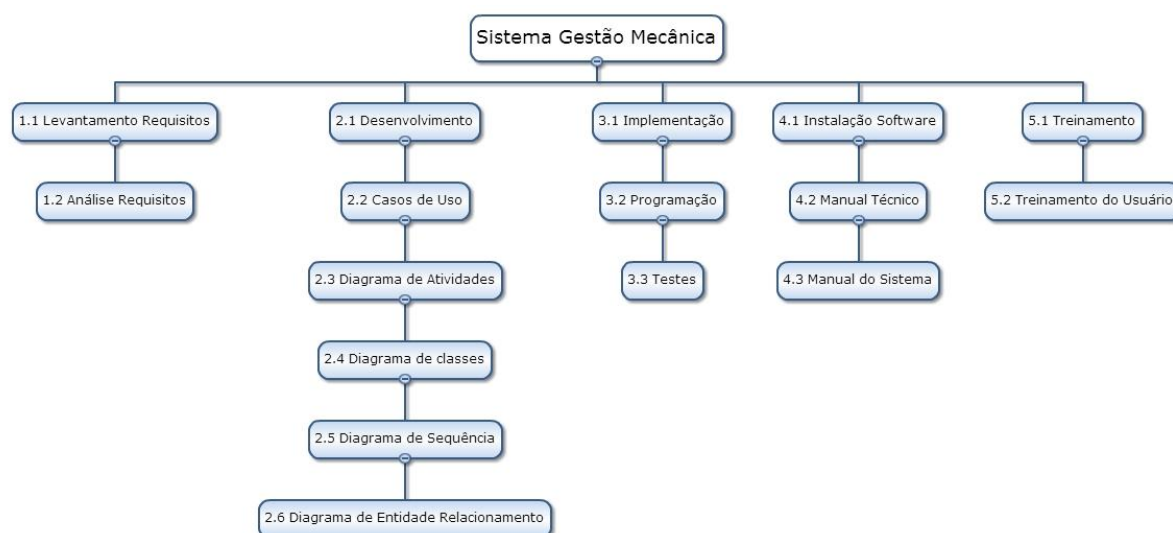 Sistema Gestão Mecânica
1.1 Levantamento Requisitos
2.1 Desenvolvimento
3.1 Implementação
4.1 Instalação Software
5.1 Treinamento
1.2 Análise Requisitos
2.2 Casos de Uso
3.2 Programação
4.2 Manual Técnico
5.2 Treinamento do Usuário
2.3 Diagrama de Atividades
3.3 Testes
4.3 Manual do Sistema
2.4 Diagrama de classes
2.5 Diagrama de Sequência
2.6 Diagrama de Entidade Relacionamento